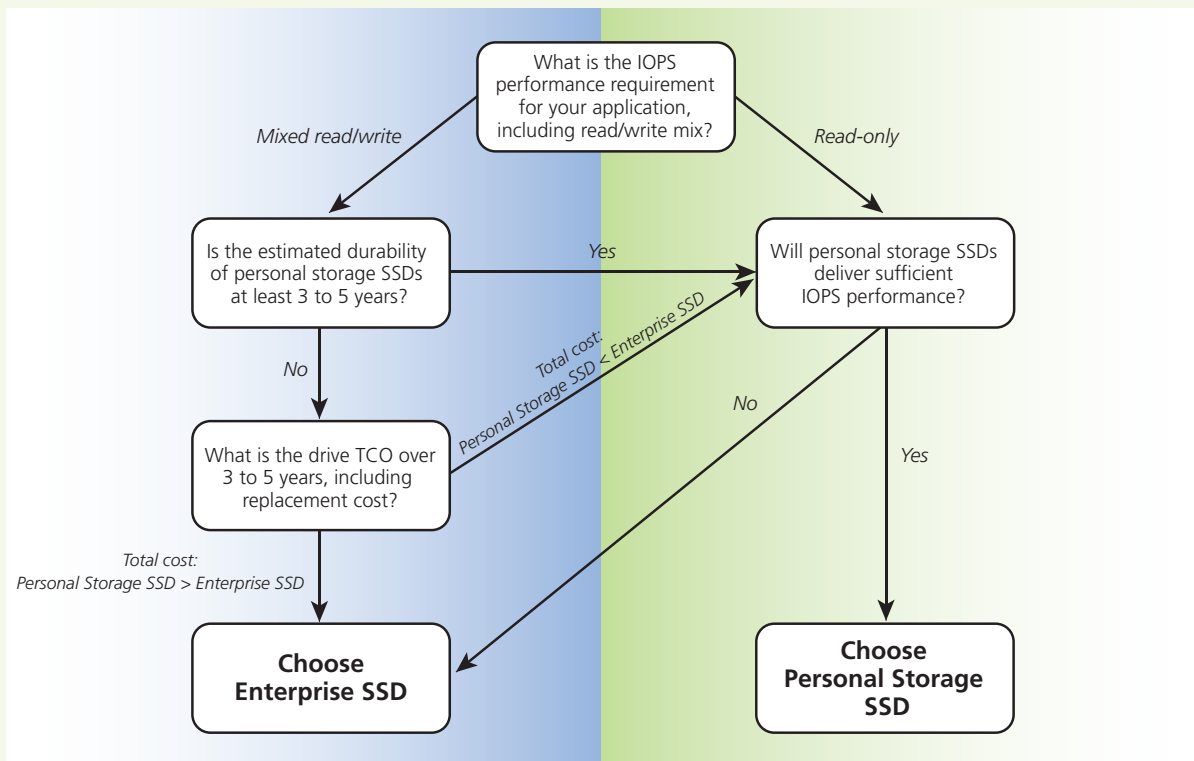 What is the IOPS
performance requirement
for your application,
including read/write mix?
Mixed read/write
Read-only
Is the estimated durability
of personal storage SSDs
at least 3 to 5 years?
Yes
Will personal storage SSDs
deliver sufficient
IOPS performance?
No
Total cost:
Personal Storage SSD < Enterprise SSD
What is the drive TCO over
3 to 5 years, including
replacement cost?
No
Yes
Total cost:
Personal Storage SSD > Enterprise SSD
Choose
Enterprise SSD
Choose
Personal Storage
SSD